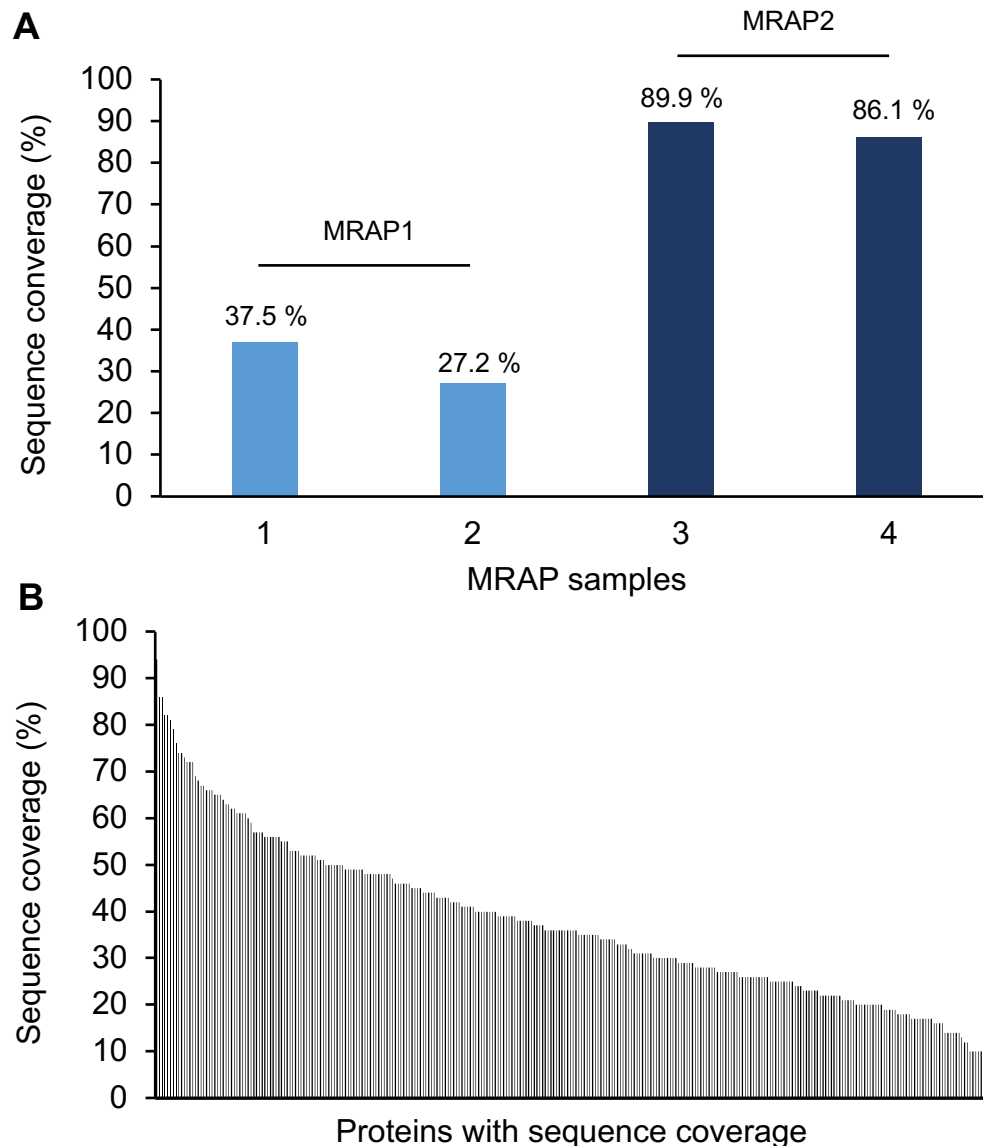 A
MRAP2
100
90
80
70
60
50
40
30
20
10
0
Sequence converage (%)
MRAP1
37.5 %
27.2 %
89.9 %
86.1 %
1 2 3 4
MRAP samples
B
100
90
80
70
60
50
40
30
20
10
0
Sequence coverage (%)
Proteins with sequence coverage